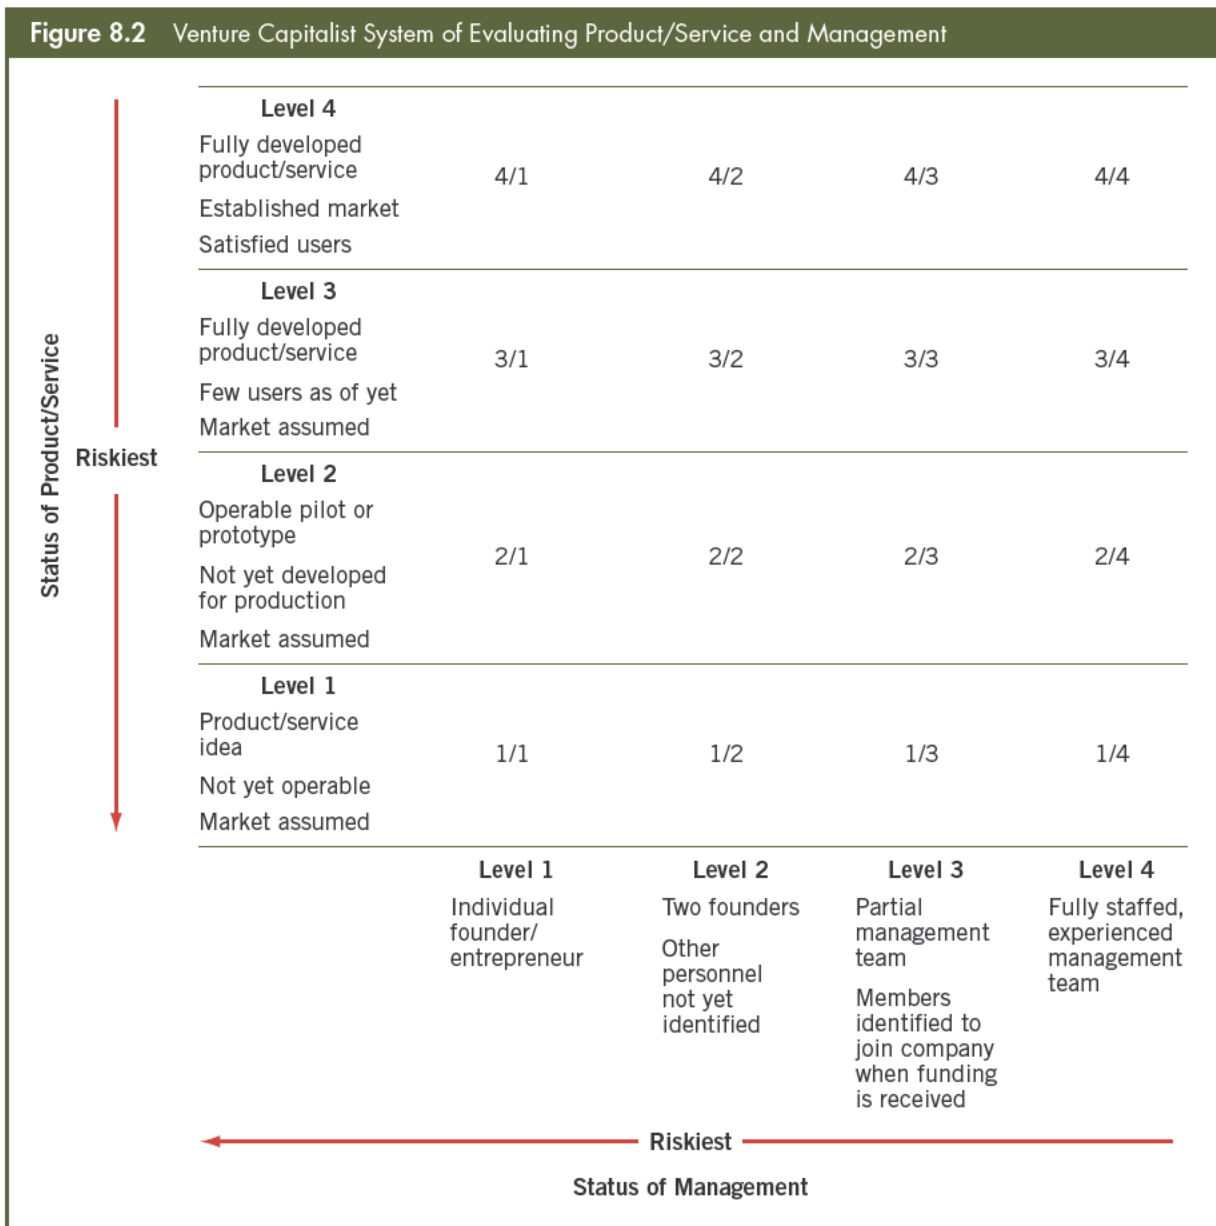 Figure 8.2 Venture Capitalist System of Evaluating Product/Service and Management
Status of Product/Service
Riskiest
Level 4
Fully developed
product/service
Established market
Satisfied users
4/1 4/2 4/3 4/4
Level 3
Fully developed
product/service
Few users as of yet
Market assumed
3/1 3/2 3/3 3/4
Level 2
Operable pilot or
prototype
Not yet developed
for production
Market assumed
2/1 2/2 2/3 2/4
Level 1
Product/service
idea
Not yet operable
Market assumed
1/1 1/2 1/3 1/4
Level 1
Individual
founder/
entrepreneur
Level 2
Two founders
Other
personnel
not yet
identified
Level 3
Partial
management
team
Members
identified to
join company
when funding
is received
Level 4
Fully staffed,
experienced
management
team
Riskiest
Status of Management